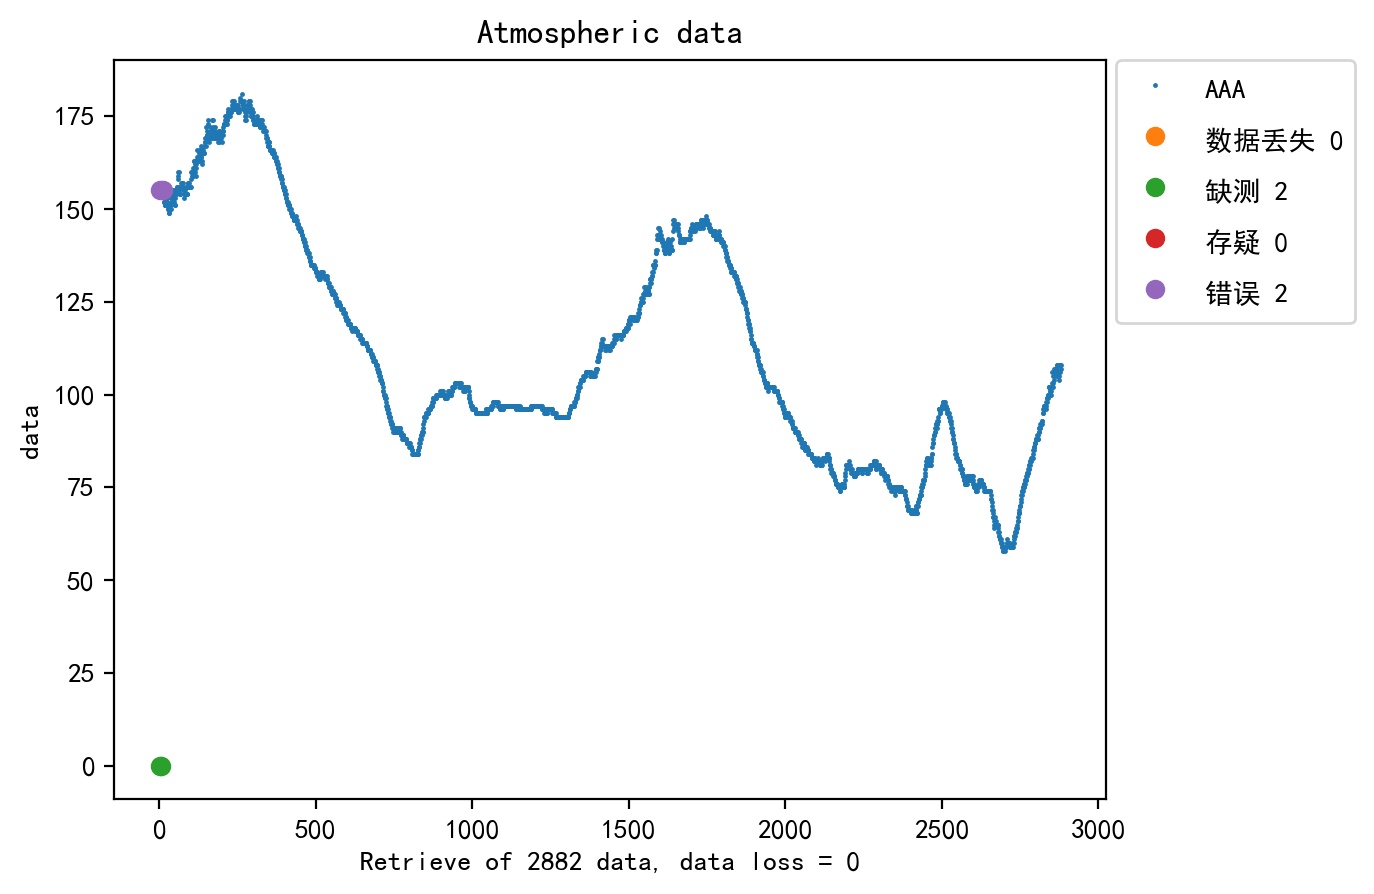 Atmospheric data
175
150
125
100
75
50
25
0
data
0 500 1000 1500 2000 2500 3000
Retrieve of 2882 data, data loss = 0
AAA
数据丢失 0
缺测 2
存疑 0
错误 2